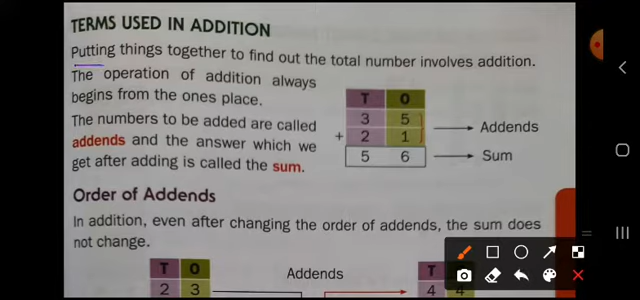 TERMS USED IN ADDITION
Putting things together to find out the total number involves addition.
The operation of addition always
begins from the ones place.
The numbers to be added are called
addends and the answer which we
get after adding is called the sum.
T O
3 5
+ 2 1
Addends
5 6
Sum
Order of Addends
In addition, even after changing the order of addends, the sum does
not change.
T O
2 3
Addends
T
4 4